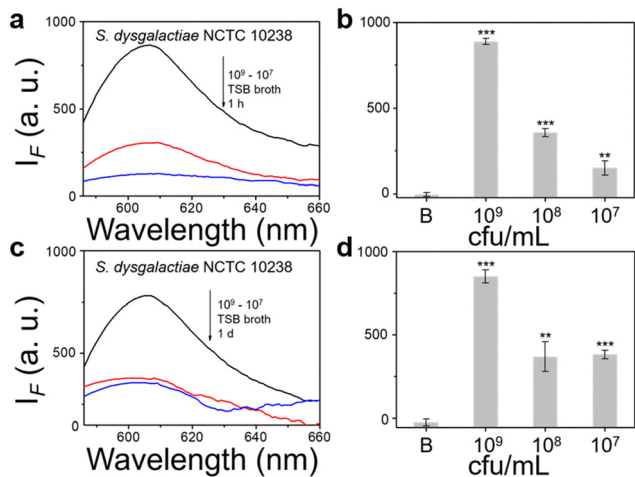 a
S. dysgalactiae NCTC 10238
10⁹ - 10⁷
TSB broth
1 h
I_F (a. u.)
1000
500
0
600 620 640 660
Wavelength (nm)
b
1000
500
0
***
***
**
B 10⁹ 10⁸ 10⁷
cfu/mL
c
S. dysgalactiae NCTC 10238
10⁹ - 10⁷
TSB broth
1 d
I_F (a. u.)
1000
500
0
600 620 640 660
Wavelength (nm)
d
1000
500
0
***
**
***
B 10⁹ 10⁸ 10⁷
cfu/mL